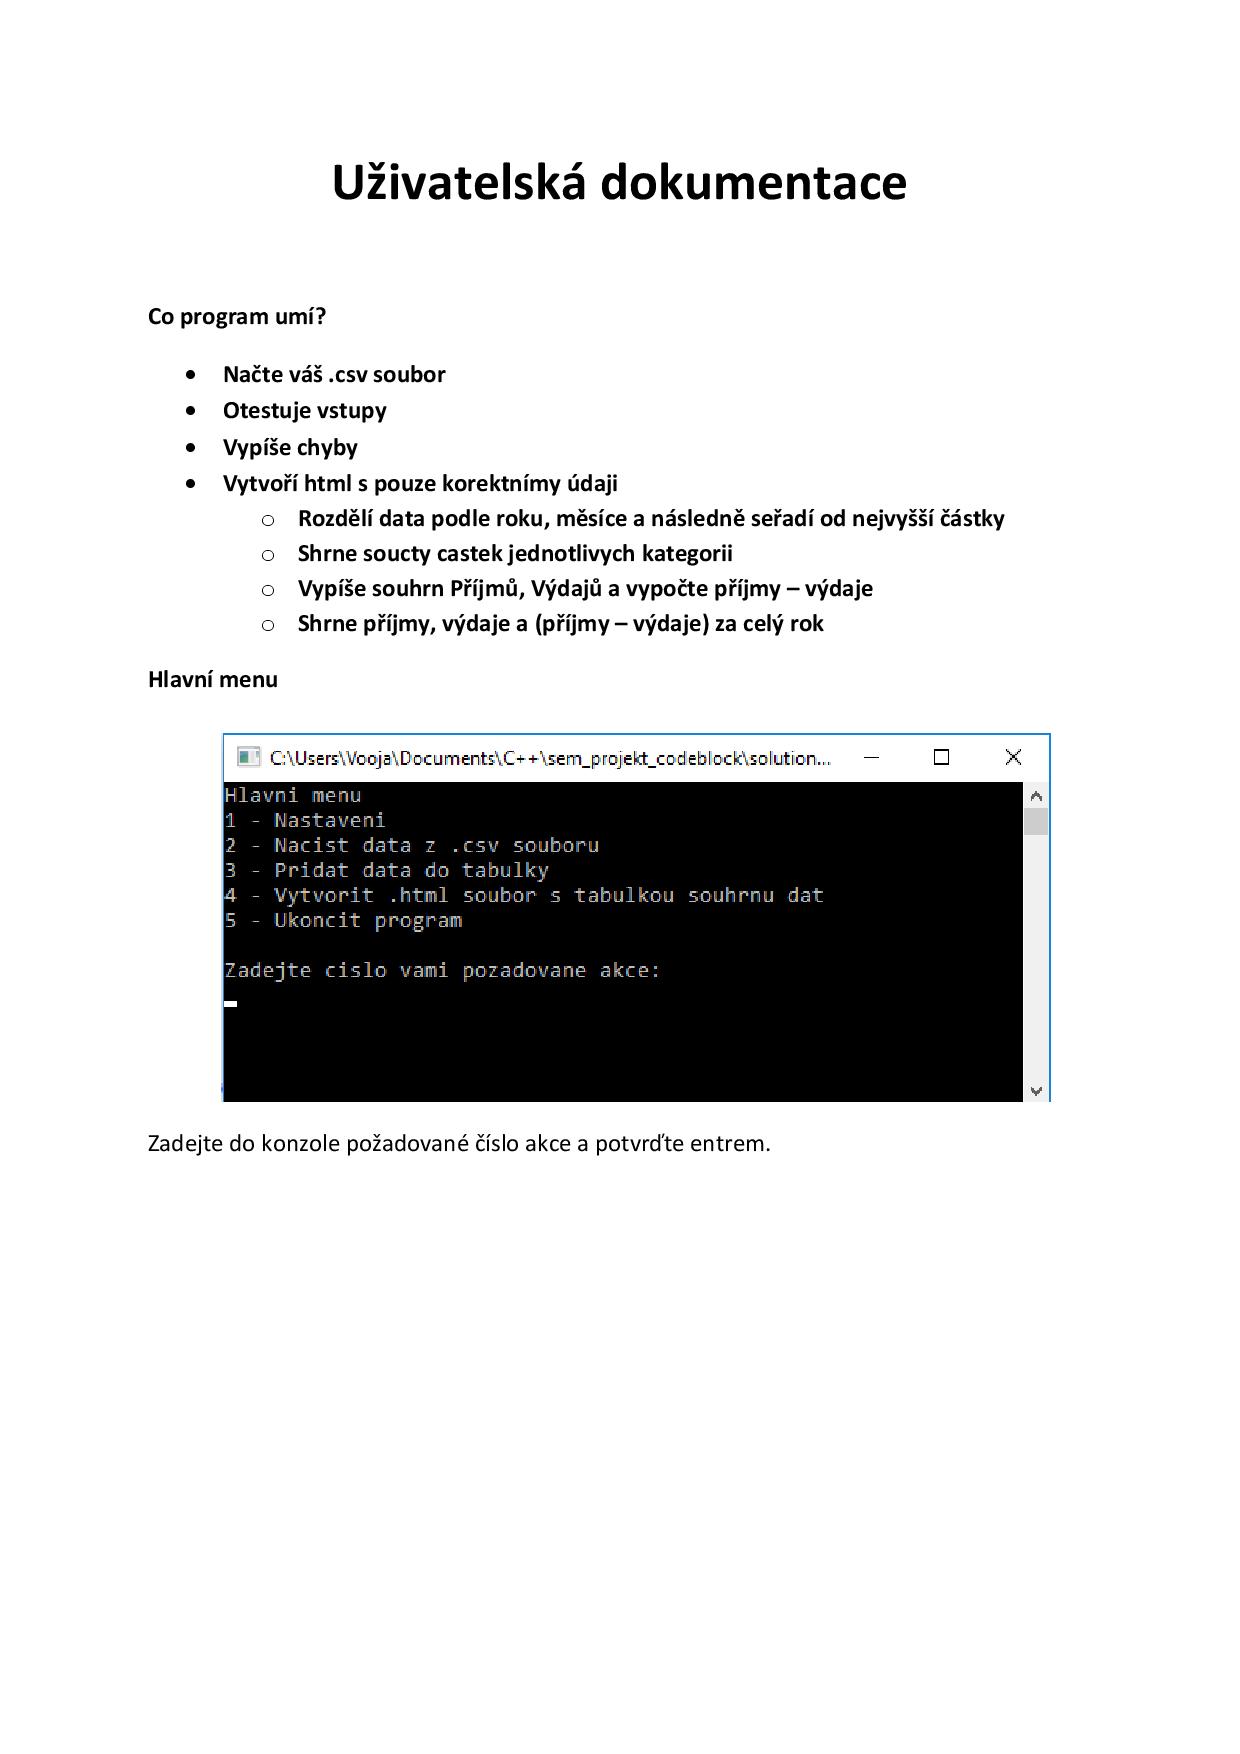 Uživatelská dokumentace
Co program umí?
• Načte váš .csv soubor
• Otestuje vstupy
• Vypíše chyby
• Vytvoří html s pouze korektnímy údaji
o Rozdělí data podle roku, měsíce a následně seřadí od nejvyšší částky
o Shrne soucty castek jednotlivych kategorii
o Vypíše souhrn Příjmů, Výdajů a vypočte příjmy – výdaje
o Shrne příjmy, výdaje a (příjmy – výdaje) za celý rok
Hlavní menu
C:\Users\Vooja\Documents\C++\sem_projekt_codeblock\solution...
Hlavni menu
1 - Nastaveni
2 - Nacist data z .csv souboru
3 - Pridat data do tabulky
4 - Vytvorit .html soubor s tabulkou souhrnu dat
5 - Ukoncit program
Zadejte cislo vami pozadovane akce:
Zadejte do konzole požadované číslo akce a potvrďte entrem.